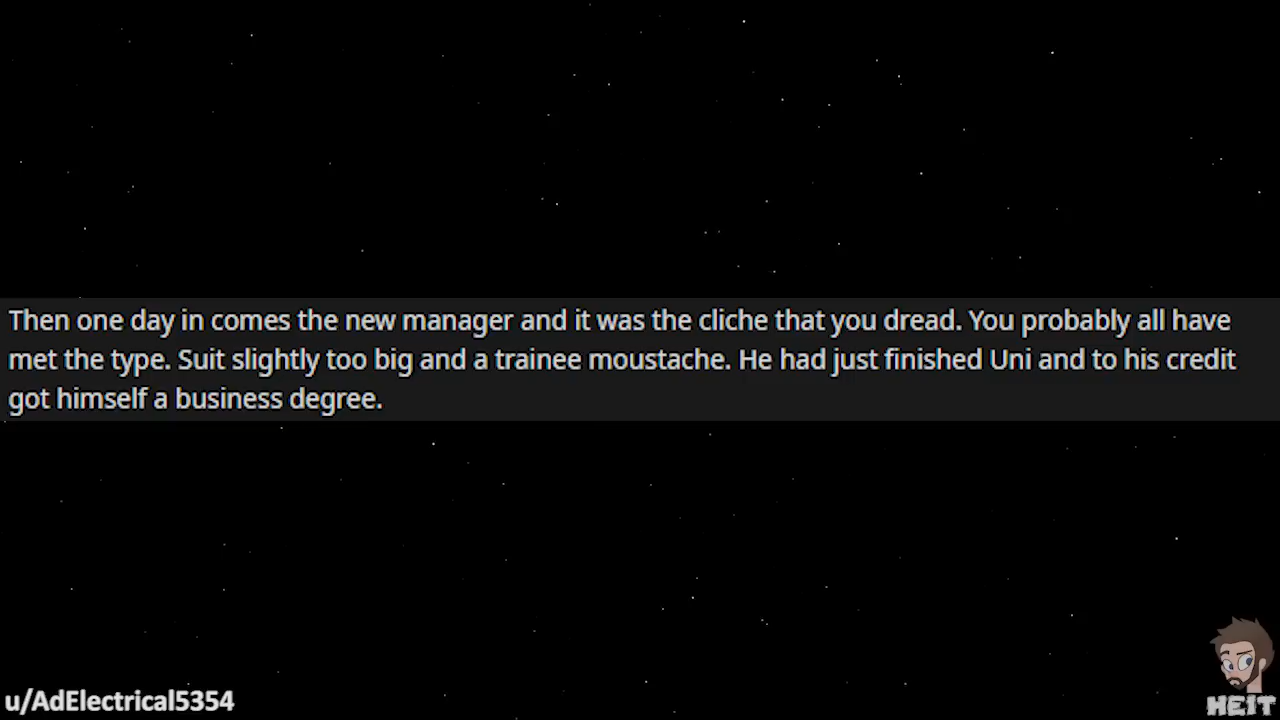 Then one day in comes the new manager and it was the cliche that you dread. You probably all have
met the type. Suit slightly too big and a trainee moustache. He had just finished Uni and to his credit
got himself a business degree.
u/AdElectrical5354
HEIT